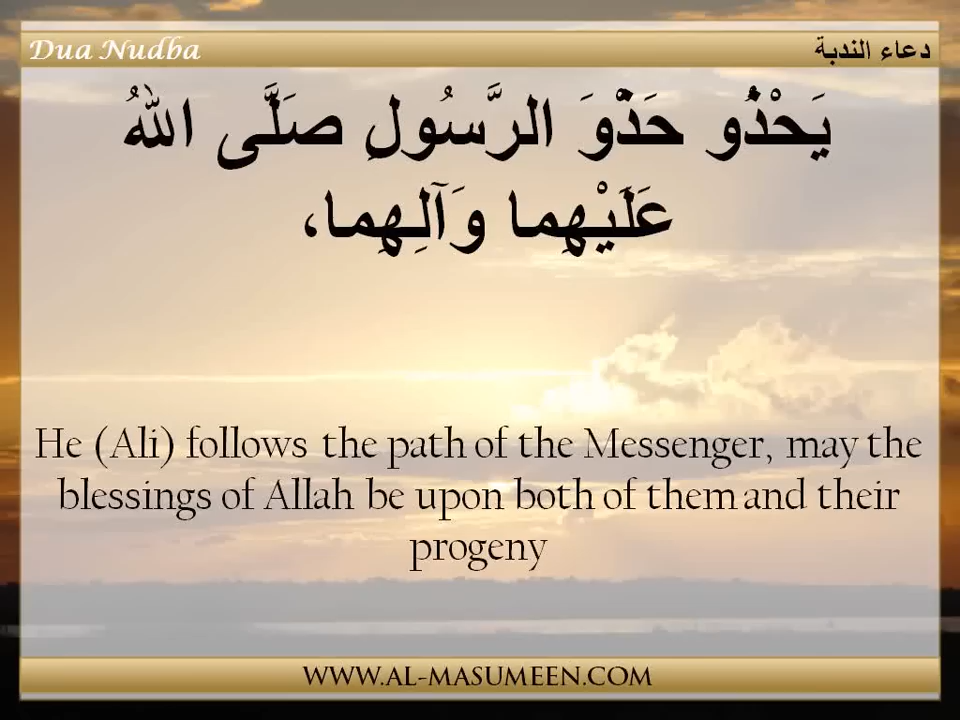 Dua Nudba
دعاء الندبة
يَحْذُو حَذْوَ الرَّسُولِ صَلَّى اللهُ
عَلَيْهِما وَآلِهِما،
He (Ali) follows the path of the Messenger, may the
blessings of Allah be upon both of them and their
progeny
WWW.AL-MASUMEEN.COM